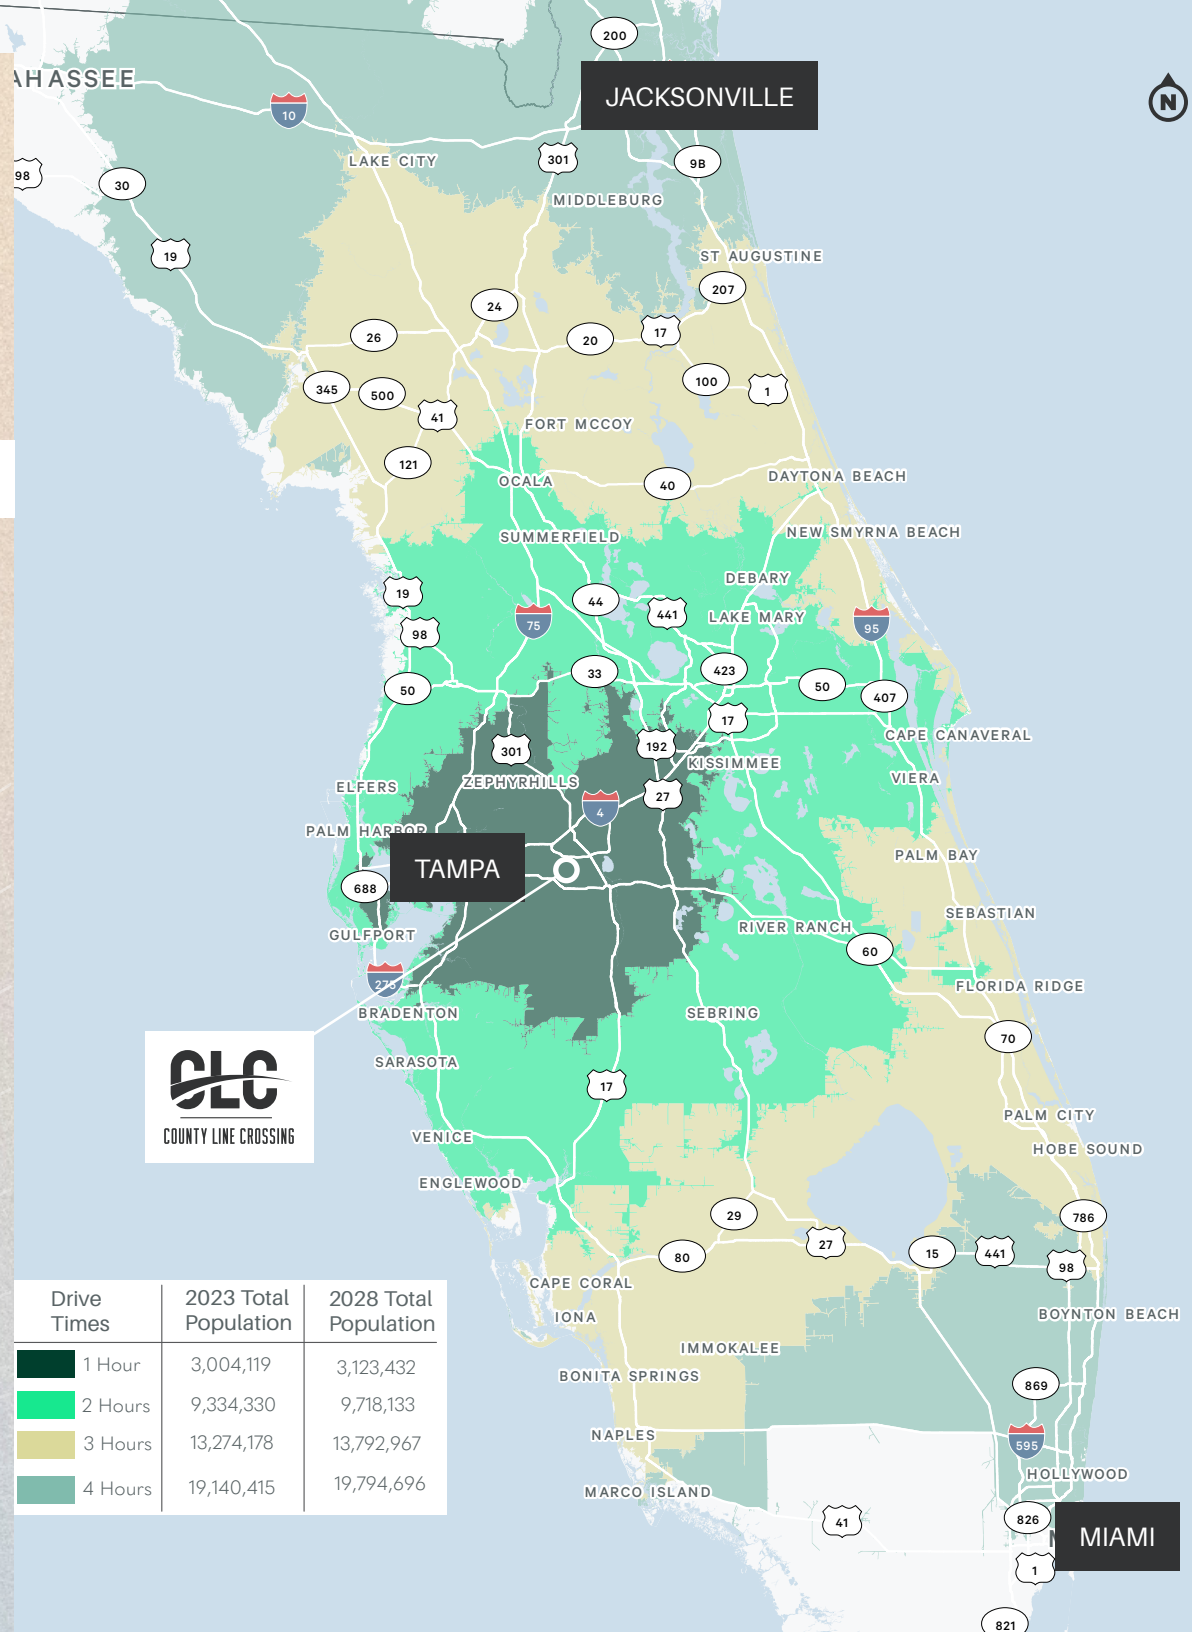 200
AHASSEE
JACKSONVILLE
N
10
98
30
LAKE CITY
301
9B
MIDDLEBURG
19
ST AUGUSTINE
207
24
26
20
17
345
500
41
100
1
FORT MCCOY
121
OCALA
40
DAYTONA BEACH
SUMMERFIELD
NEW SMYRNA BEACH
DEBARY
19
44
441
LAKE MARY
98
75
95
50
33
423
50
407
17
301
192
CAPE CANAVERAL
KISSIMMEE
ZEPHYRHILLS
VIERA
ELFERS
27
4
PALM HARBOR
TAMPA
PALM BAY
688
SEBASTIAN
GULFPORT
RIVER RANCH
60
275
FLORIDA RIDGE
BRADENTON
SEBRING
70
CLC
COUNTY LINE CROSSING
SARASOTA
17
PALM CITY
VENICE
HOBE SOUND
ENGLEWOOD
29
786
80
27
15
441
98
CAPE CORAL
IONA
BOYNTON BEACH
IMMOKALEE
BONITA SPRINGS
869
NAPLES
595
HOLLYWOOD
MARCO ISLAND
41
826
MIAMI
1
821
Drive Times
2023 Total Population
2028 Total Population
1 Hour 3,004,119 3,123,432
2 Hours 9,334,330 9,718,133
3 Hours 13,274,178 13,792,967
4 Hours 19,140,415 19,794,696